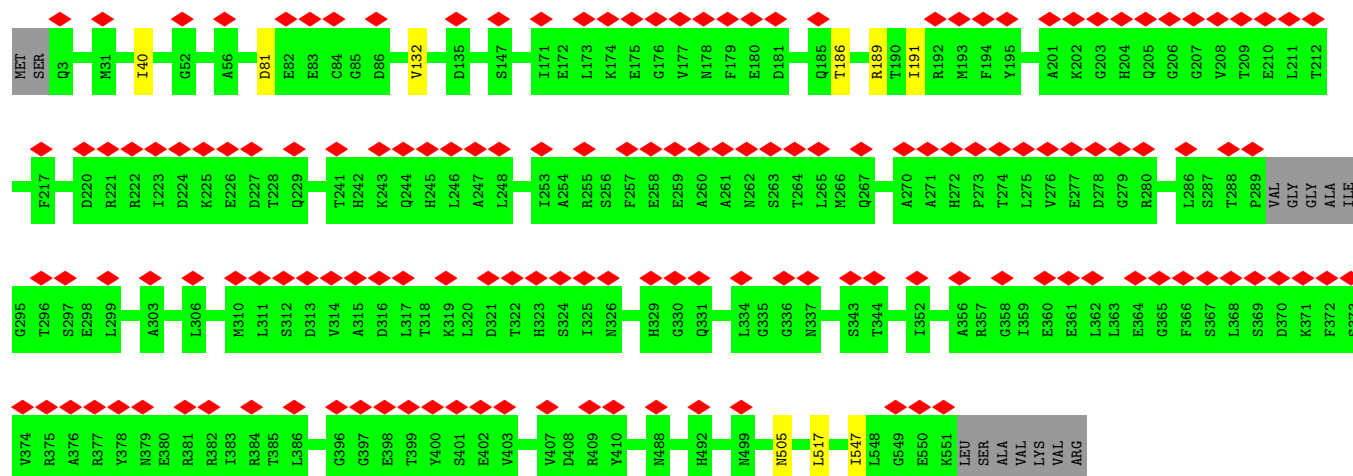 MET SER Q3 M31 I40 G52 A56 D81 E82 E83 C84 G85 D86 V132 D135 S147 I171 E172 L173 K174 E175 G176 V177 N178 F179 E180 D181 Q185 T186 R189 T190 I191 R192 M193 F194 Y195 A201 K202 G203 H204 Q205 G206 G207 V208 T209 E210 L211 T212
F217 D220 R221 R222 I223 D224 K225 E226 D227 T228 Q229 T241 H242 K243 Q244 H245 L246 A247 L248 I253 A254 R255 S256 F257 E258 E259 A260 A261 N262 S263 T264 L265 M266 Q267 A270 A271 H272 P273 T274 L275 V276 E277 D278 G279 R280 L286 S287 T288 P289 VAL GLY GLY ALA ILE
G295 T296 S297 E298 L299 A303 L306 M310 L311 S312 D313 V314 A315 D316 L317 T318 K319 L320 D321 T322 H323 S324 I325 N326 H329 G330 Q331 L334 G335 G336 N337 S343 T344 I352 A356 R357 G358 I359 E360 E361 L362 L363 E364 G365 F366 S367 L368 S369 D370 K371 F372 S373
V374 R375 A376 R377 Y378 N379 E380 R381 R382 I383 R384 T385 L386 G396 G397 E398 T399 Y400 S401 E402 V403 V407 D408 R409 Y410 N488 H492 N499 N505 L517 I547 L548 G549 E550 K551 LEU SER ALA VAL LYS VAL ARG